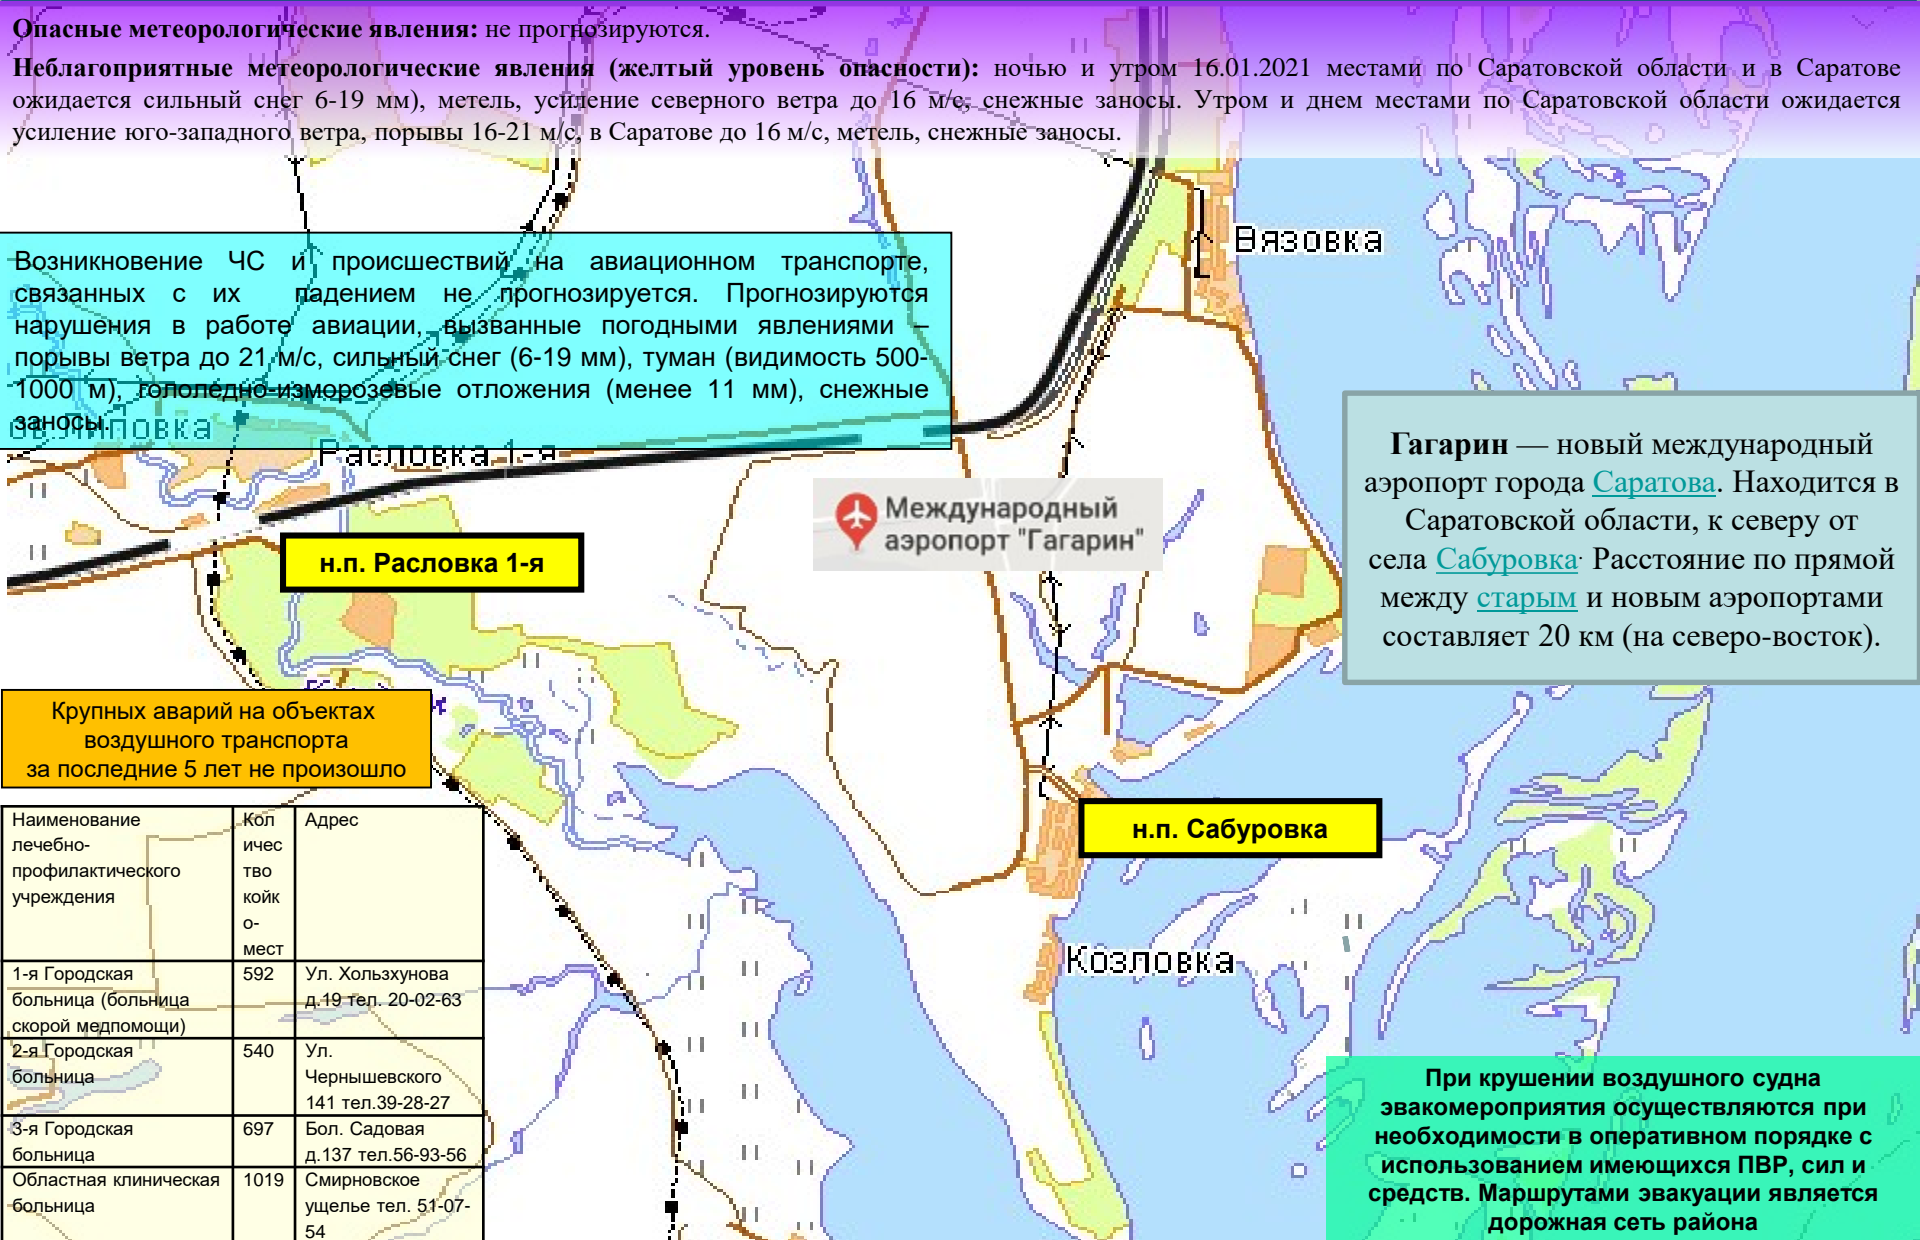 Опасные метеорологические явления: не прогнозируются.
Неблагоприятные метеорологические явления (желтый уровень опасности): ночью и утром 16.01.2021 местами по Саратовской области и в Саратове
ожидается сильный снег 6-19 мм), метель, усиление северного ветра до 16 м/с, снежные заносы. Утром и днем местами по Саратовской области ожидается
усиление юго-западного ветра, порывы 16-21 м/с, в Саратове до 16 м/с, метель, снежные заносы.
Вязовка
Возникновение ЧС и происшествий на авиационном транспорте,
связанных с их падением не прогнозируется. Прогнозируются
нарушения в работе авиации, вызванные погодными явлениями –
порывы ветра до 21 м/с, сильный снег (6-19 мм), туман (видимость 500-
1000 м), гололедно-изморозевые отложения (менее 11 мм), снежные
заносы.
Расловка 1-я
Международный
аэропорт "Гагарин"
Гагарин — новый международный
аэропорт города Саратова. Находится в
Саратовской области, к северу от
села Сабуровка. Расстояние по прямой
между старым и новым аэропортами
составляет 20 км (на северо-восток).
н.п. Расловка 1-я
Крупных аварий на объектах
воздушного транспорта
за последние 5 лет не произошло
н.п. Сабуровка
Козловка
Наименование
лечебно-
профилактического
учреждения
Кол
ичес
тво
койк
о-
мест
Адрес
1-я Городская
больница (больница
скорой медпомощи)
592
Ул. Хользхунова
д.19 тел. 20-02-63
2-я Городская
больница
540
Ул.
Чернышевского
141 тел.39-28-27
3-я Городская
больница
697
Бол. Садовая
д.137 тел.56-93-56
Областная клиническая
больница
1019
Смирновское
ущелье тел. 51-07-
54
При крушении воздушного судна
эвакомероприятия осуществляются при
необходимости в оперативном порядке с
использованием имеющихся ПВР, сил и
средств. Маршрутами эвакуации является
дорожная сеть района